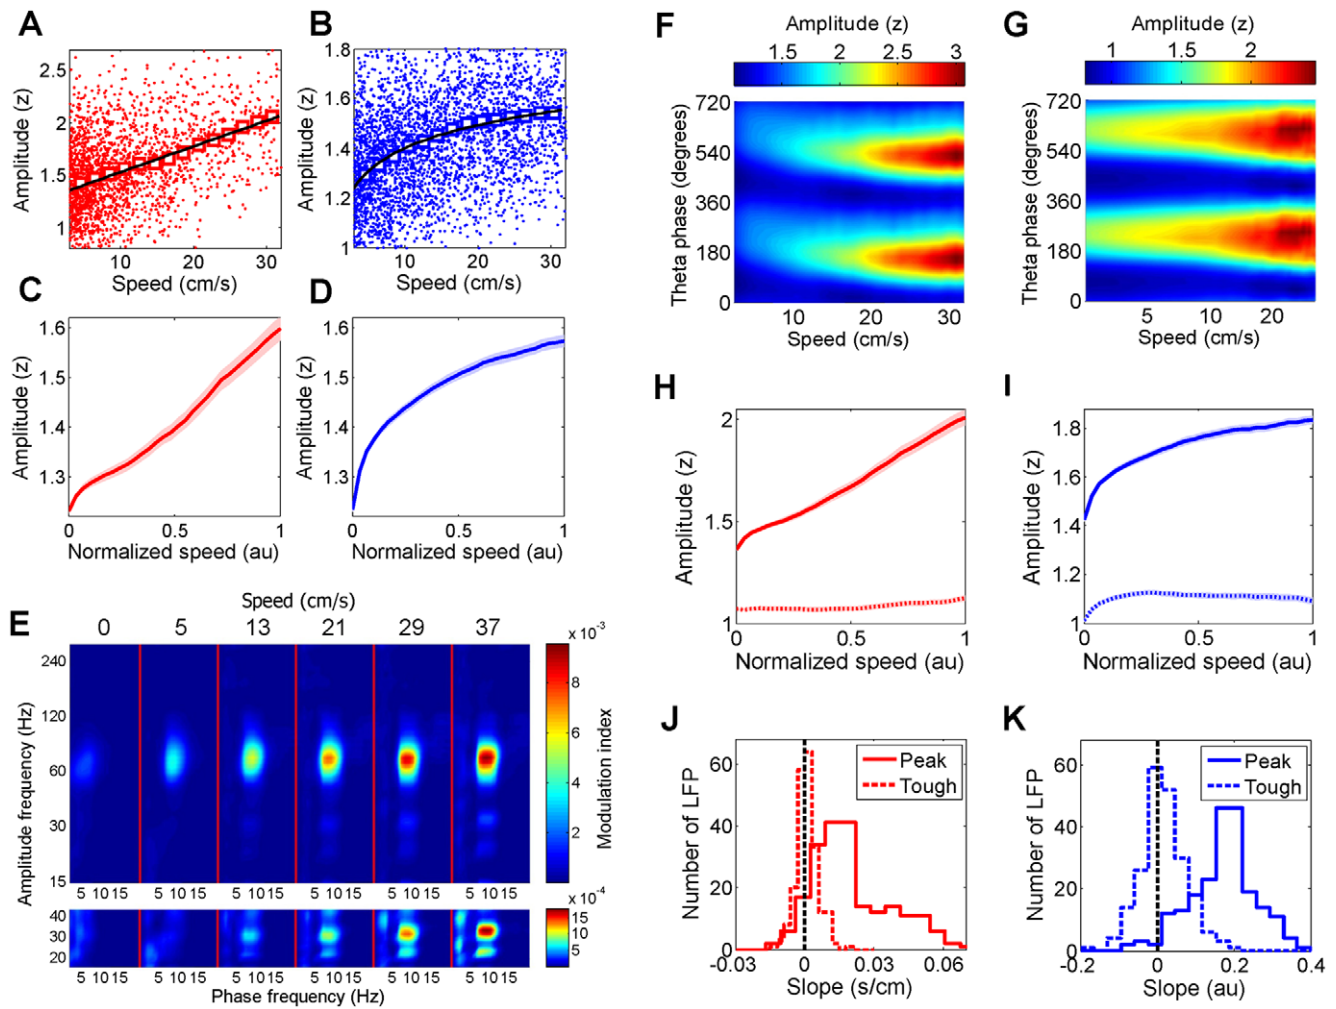 A
Amplitude (z)
2.5
2
1.5
1
10 20 30
Speed (cm/s)
B
Amplitude (z)
1.8
1.6
1.4
1.2
1
10 20 30
Speed (cm/s)
C
Amplitude (z)
1.6
1.5
1.4
1.3
0 0.5 1
Normalized speed (au)
D
Amplitude (z)
1.6
1.5
1.4
1.3
0 0.5 1
Normalized speed (au)
E
Speed (cm/s)
0 5 13 21 29 37
Amplitude frequency (Hz)
240
120
60
30
15
5 10 15 5 10 15 5 10 15 5 10 15 5 10 15 5 10 15
x 10⁻³
8
6
4
2
Modulation index
40
30
20
5 10 15 5 10 15 5 10 15 5 10 15 5 10 15 5 10 15
x 10⁻⁴
15
10
5
Phase frequency (Hz)
F
Amplitude (z)
1.5 2 2.5 3
Theta phase (degrees)
720
540
360
180
0
10 20 30
Speed (cm/s)
G
Amplitude (z)
1 1.5 2
Theta phase (degrees)
720
540
360
180
0
5 10 20
Speed (cm/s)
H
Amplitude (z)
2
1.5
1
0 0.5 1
Normalized speed (au)
I
Amplitude (z)
1.8
1.6
1.4
1.2
1
0 0.5 1
Normalized speed (au)
J
Number of LFP
60
40
20
0
Peak
Tough
-0.03 0 0.03 0.06
Slope (s/cm)
K
Number of LFP
60
40
20
0
Peak
Tough
-0.2 0 0.2 0.4
Slope (au)